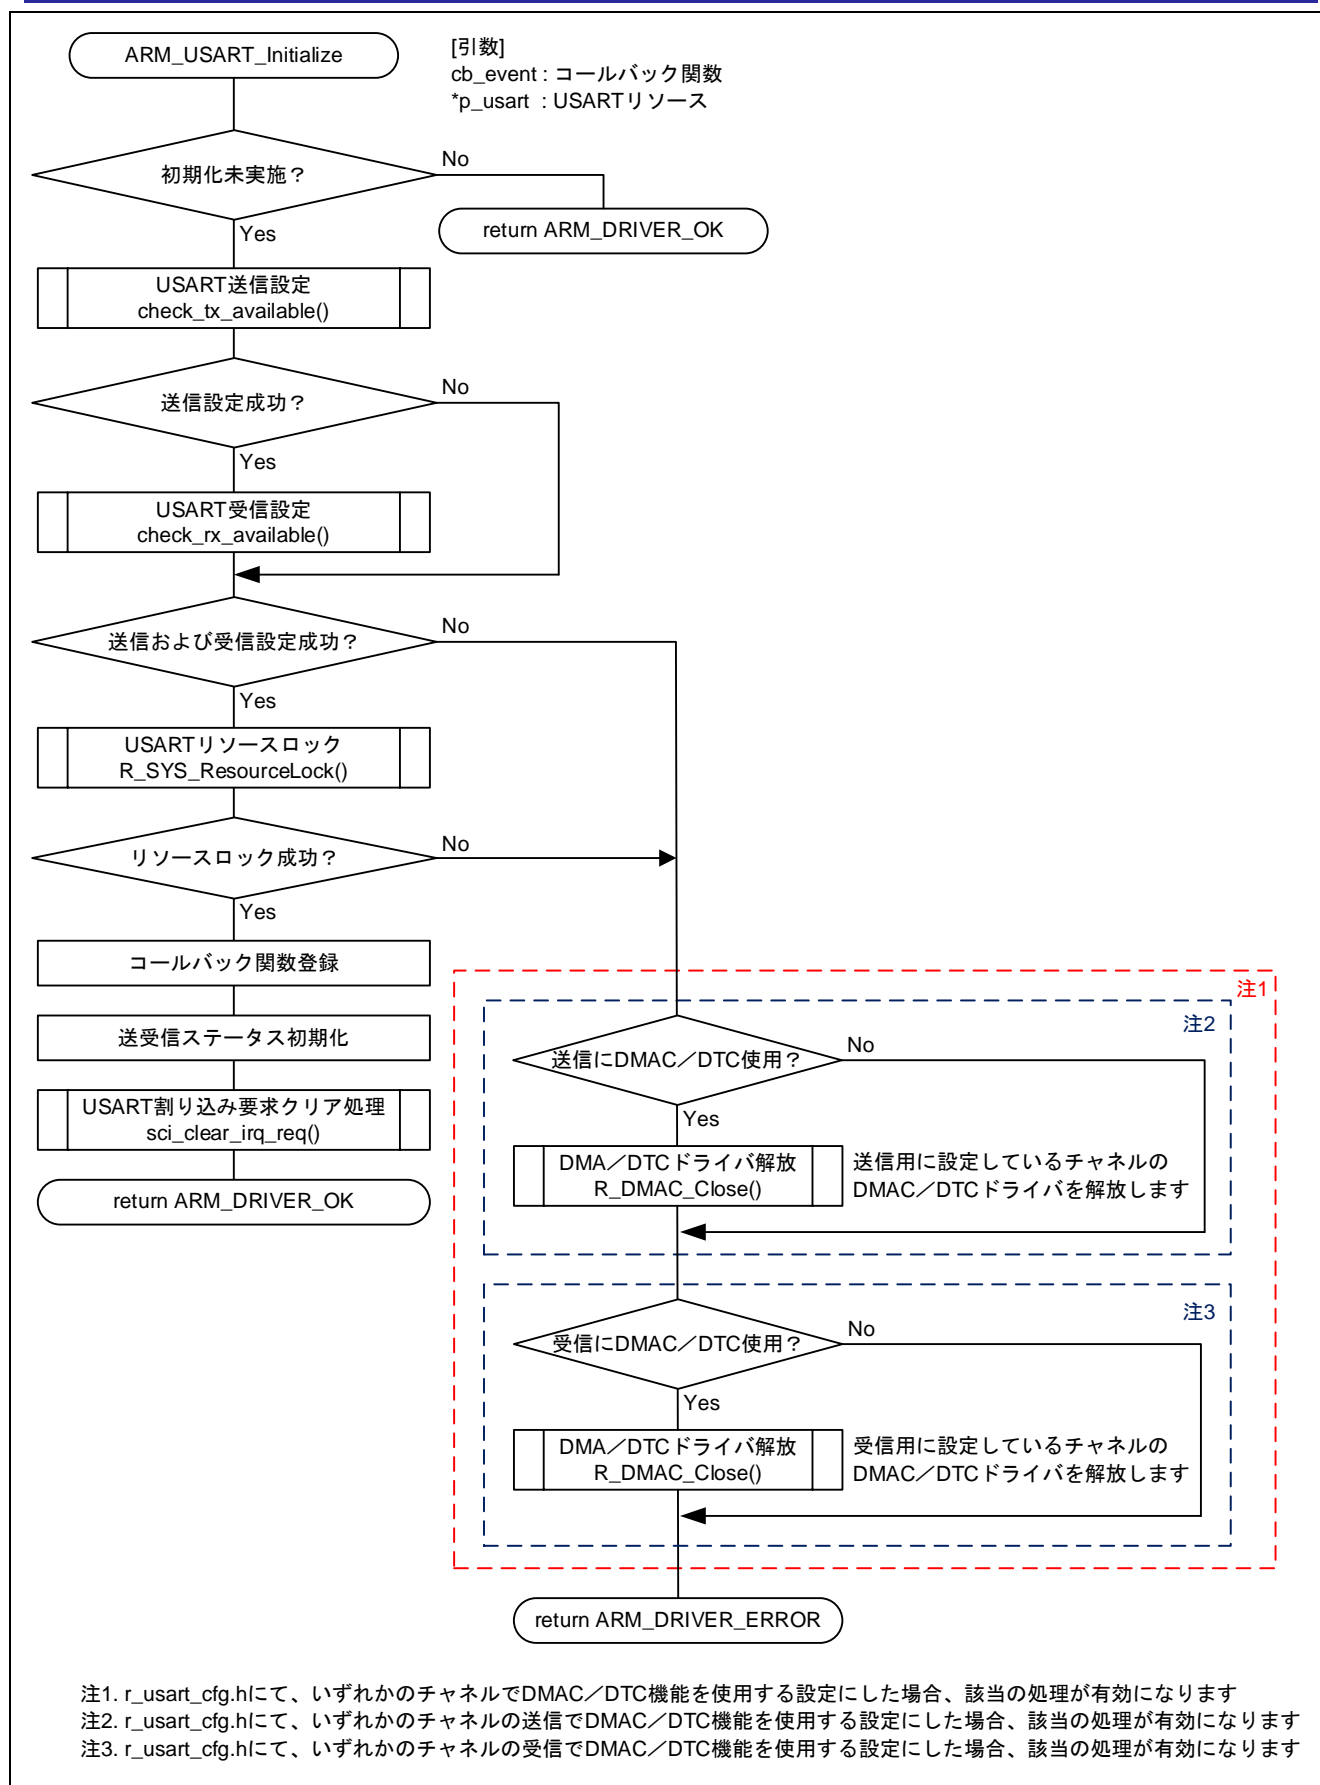 ARM_USART_Initialize
[引数]
cb_event : コールバック関数
*p_usart : USARTリソース
初期化未実施？
No
return ARM_DRIVER_OK
Yes
USART送信設定
check_tx_available()
送信設定成功？
No
Yes
USART受信設定
check_rx_available()
送信および受信設定成功？
No
Yes
USARTリソースロック
R_SYS_ResourceLock()
リソースロック成功？
No
Yes
コールバック関数登録
送受信ステータス初期化
USART割り込み要求クリア処理
sci_clear_irq_req()
return ARM_DRIVER_OK
注1
注2
送信にDMAC／DTC使用？
No
Yes
DMA／DTCドライバ解放
R_DMAC_Close()
送信用に設定しているチャネルの
DMAC／DTCドライバを解放します
注3
受信にDMAC／DTC使用？
No
Yes
DMA／DTCドライバ解放
R_DMAC_Close()
受信用に設定しているチャネルの
DMAC／DTCドライバを解放します
return ARM_DRIVER_ERROR
注1. r_usart_cfg.hにて、いずれかのチャネルでDMAC／DTC機能を使用する設定にした場合、該当の処理が有効になります
注2. r_usart_cfg.hにて、いずれかのチャネルの送信でDMAC／DTC機能を使用する設定にした場合、該当の処理が有効になります
注3. r_usart_cfg.hにて、いずれかのチャネルの受信でDMAC／DTC機能を使用する設定にした場合、該当の処理が有効になります